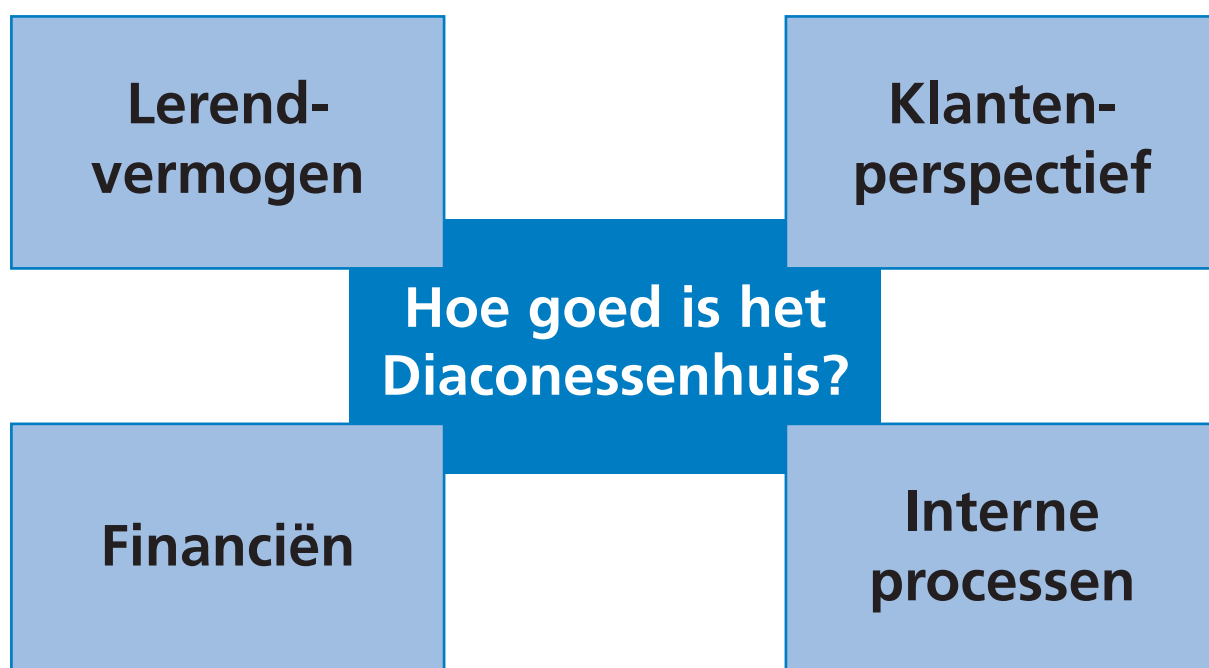 Lerend-
vermogen
Klanten-
perspectief
Hoe goed is het
Diaconessenhuis?
Financiën
Interne
processen